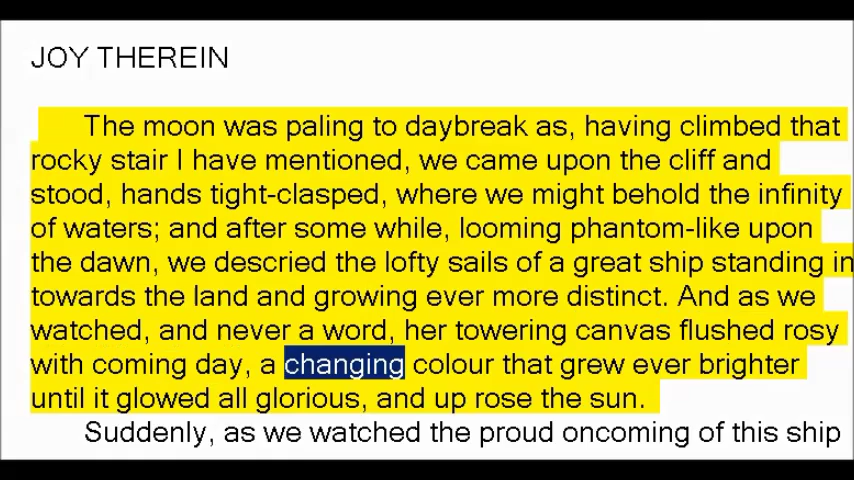 JOY THEREIN
The moon was paling to daybreak as, having climbed that
rocky stair I have mentioned, we came upon the cliff and
stood, hands tight-clasped, where we might behold the infinity
of waters; and after some while, looming phantom-like upon
the dawn, we descried the lofty sails of a great ship standing in
towards the land and growing ever more distinct. And as we
watched, and never a word, her towering canvas flushed rosy
with coming day, a changing colour that grew ever brighter
until it glowed all glorious, and up rose the sun.
Suddenly, as we watched the proud oncoming of this ship